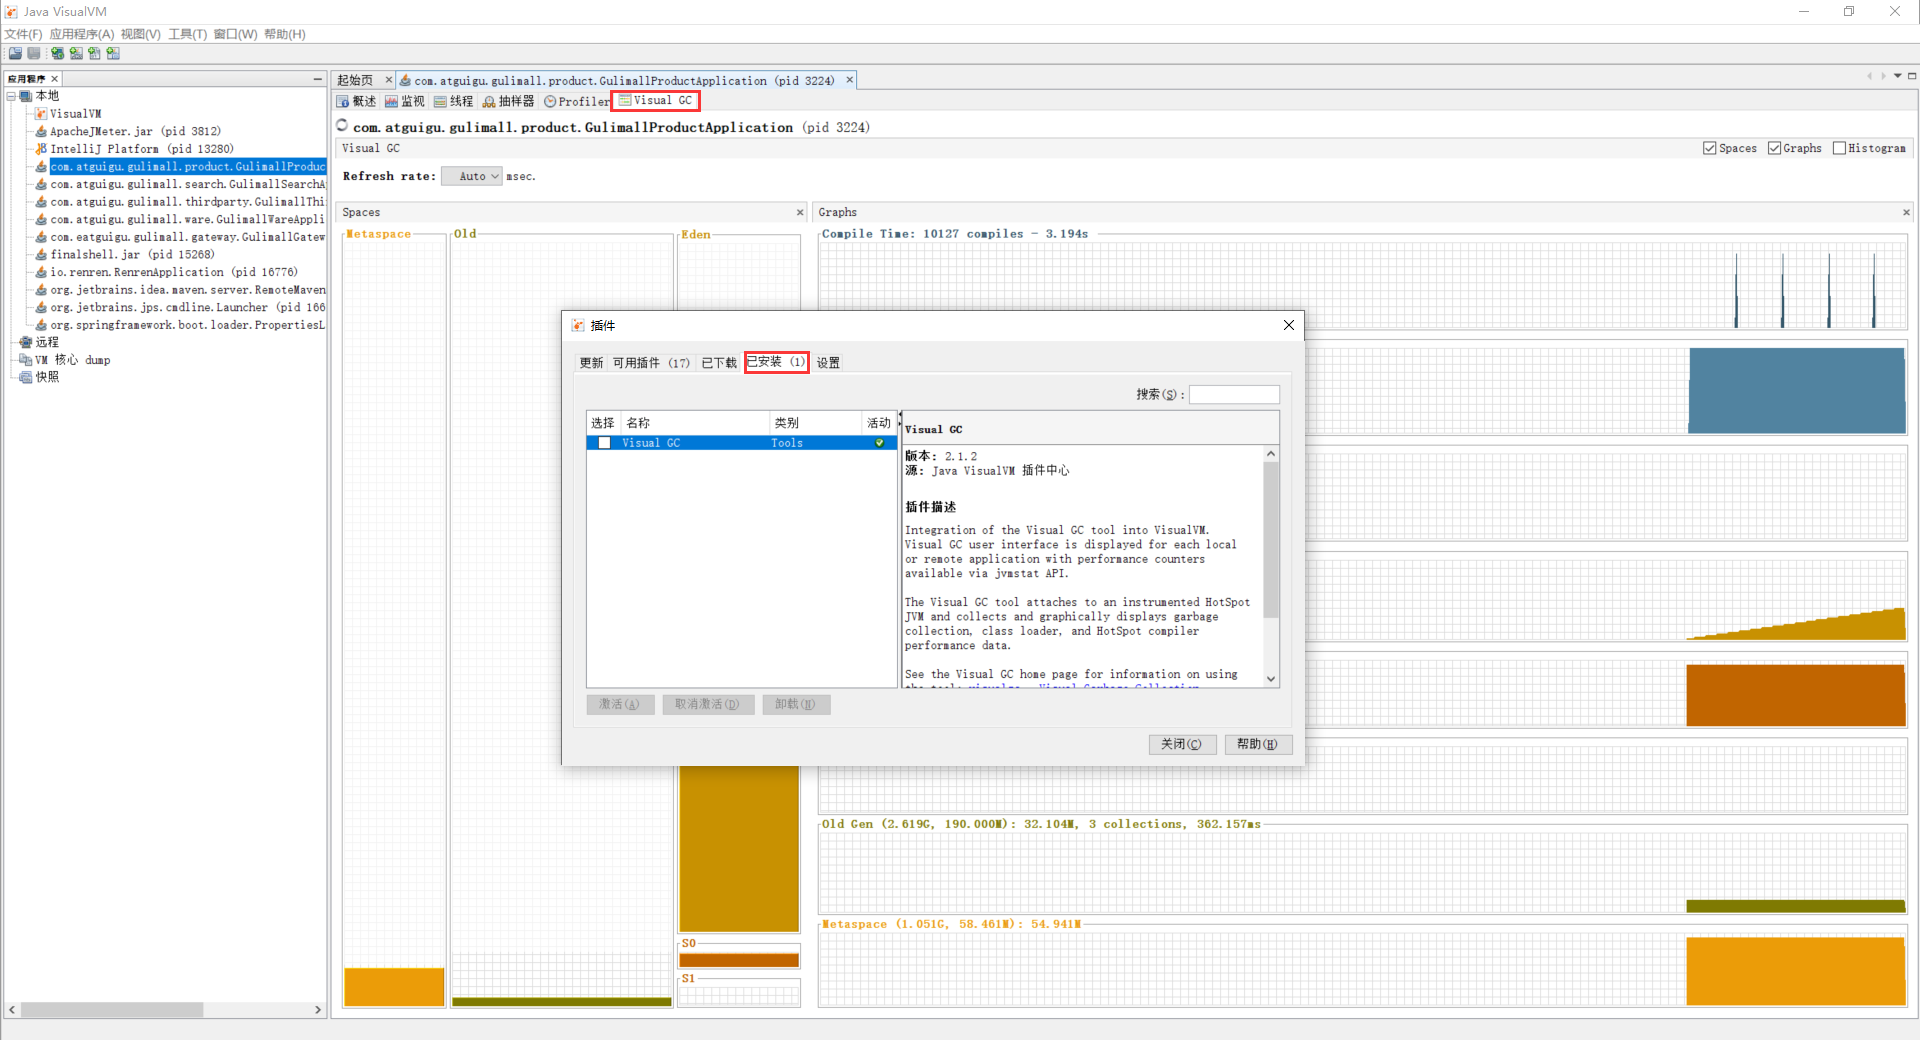 Java VisualVM
文件(F) 应用程序(A) 视图(V) 工具(T) 窗口(W) 帮助(H)
应用程序
本地
VisualVM
ApacheJMeter.jar (pid 3812)
IntelliJ Platform (pid 13280)
com.atguigu.gulimall.product.GulimallProduc
com.atguigu.gulimall.search.GulimallSearchA
com.atguigu.gulimall.thirdparty.GulimallThi
com.atguigu.gulimall.ware.GulimallWareAppli
com.eatguigu.gulimall.gateway.GulimallGatew
finalshell.jar (pid 15268)
io.renren.RenrenApplication (pid 16776)
org.jetbrains.idea.maven.server.RemoteMaven
org.jetbrains.jps.cmdline.Launcher (pid 166
org.springframework.boot.loader.PropertiesL
远程
VM 核心 dump
快照
起始页 com.atguigu.gulimall.product.GulimallProductApplication (pid 3224)
概述 监视 线程 抽样器 Profiler Visual GC
com.atguigu.gulimall.product.GulimallProductApplication (pid 3224)
Visual GC
Spaces Graphs Histogram
Refresh rate: Auto msec.
Spaces
Graphs
Metaspace
Old
Eden
S0
S1
Compile Time: 10127 compiles - 3.194s
Old Gen (2.619G, 190.000M): 32.104M, 3 collections, 362.157ms
Metaspace (1.051G, 58.461M): 54.941M
插件
更新 可用插件 (17) 已下载 已安装 (1) 设置
搜索(S):
选择 名称 类别 活动
Visual GC Tools
Visual GC
版本: 2.1.2
源: Java VisualVM 插件中心
插件描述
Integration of the Visual GC tool into VisualVM.
Visual GC user interface is displayed for each local
or remote application with performance counters
available via jvmstat API.
The Visual GC tool attaches to an instrumented HotSpot
JVM and collects and graphically displays garbage
collection, class loader, and HotSpot compiler
performance data.
See the Visual GC home page for information on using
激活(A) 取消激活(D) 卸载(N)
关闭(C) 帮助(H)